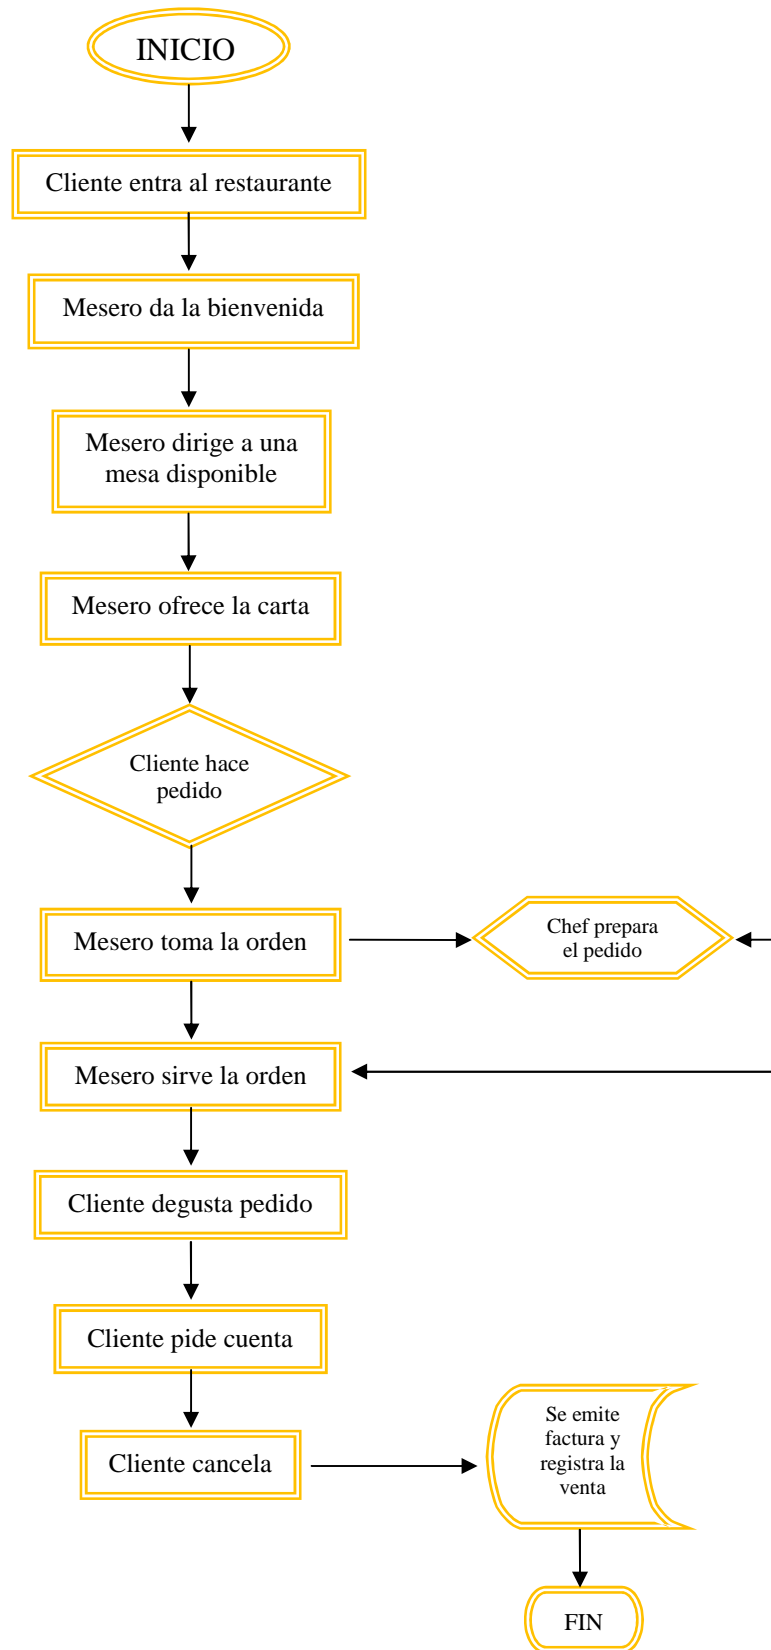 INICIO
Cliente entra al restaurante
Mesero da la bienvenida
Mesero dirige a una
mesa disponible
Mesero ofrece la carta
Cliente hace
pedido
Mesero toma la orden
Chef prepara
el pedido
Mesero sirve la orden
Cliente degusta pedido
Cliente pide cuenta
Cliente cancela
Se emite
factura y
registra la
venta
FIN